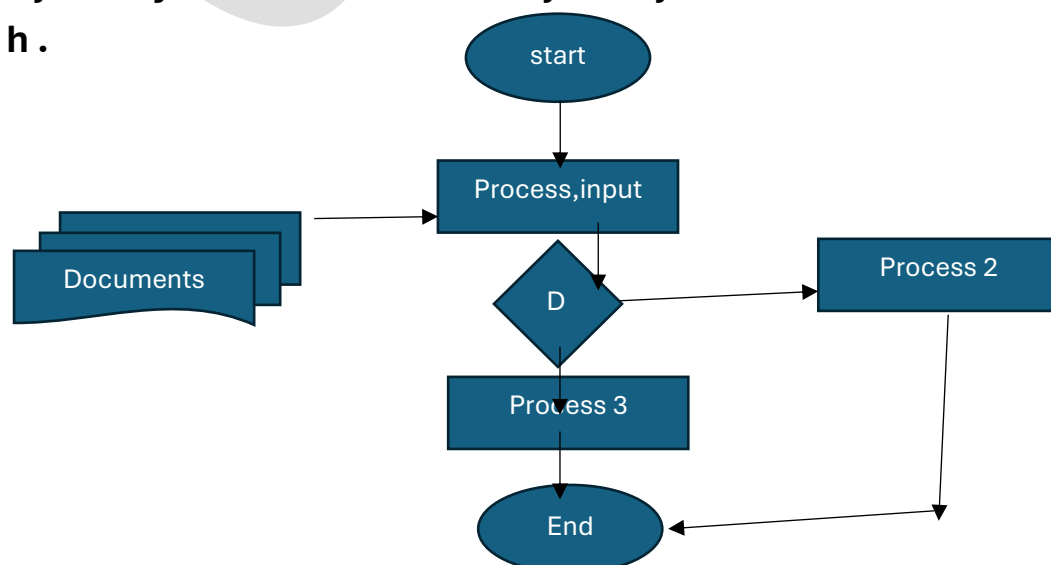 h.
start
Process,input
Documents
Process 2
D
Process 3
End